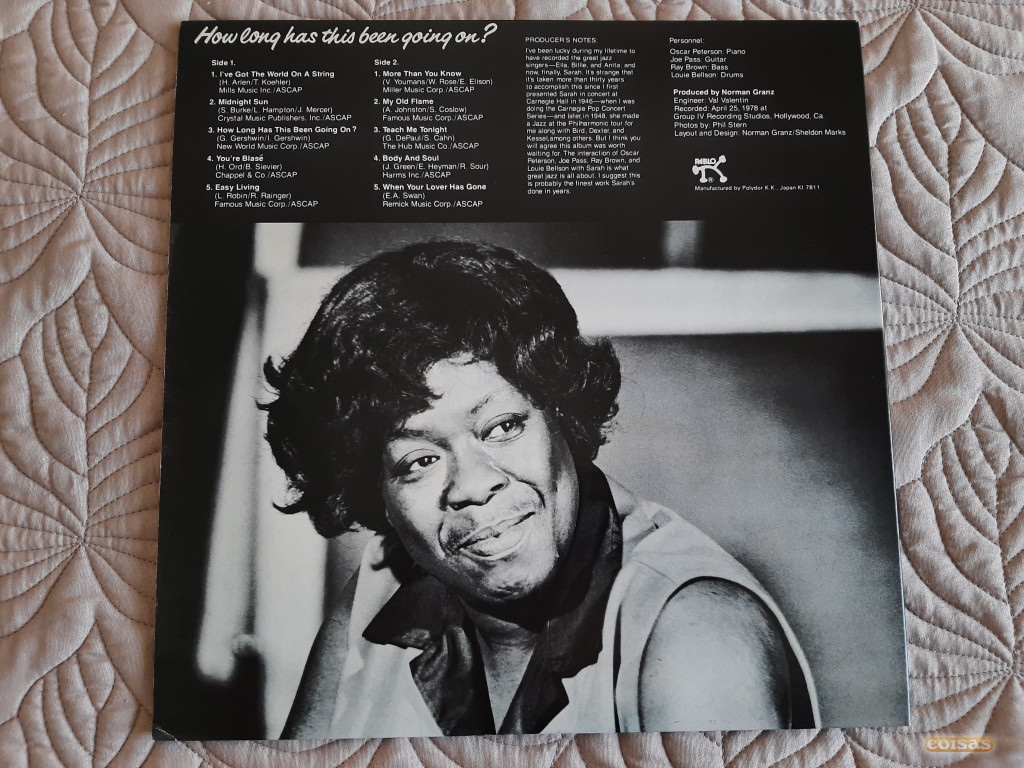 How long has this been going on?
Side 1.
1. I've Got The World On A String
(H. Arlen/T. Koehler)
Mills Music Inc./ASCAP
2. Midnight Sun
(S. Burke/L. Hampton/J. Mercer)
Crystal Music Publishers, Inc./ASCAP
3. How Long Has This Been Going On?
(G. Gershwin/I. Gershwin)
New World Music Corp./ASCAP
4. You're Blasé
(H. Ord/B. Sievier)
Chappel & Co./ASCAP
5. Easy Living
(L. Robin/R. Rainger)
Famous Music Corp./ASCAP
Side 2.
1. More Than You Know
(V. Youmans/W. Rose/E. Elison)
Miller Music Corp./ASCAP
2. My Old Flame
(A. Johnston/S. Coslow)
Famous Music Corp./ASCAP
3. Teach Me Tonight
(G. DePaul/S. Cahn)
The Hub Music Co./ASCAP
4. Body And Soul
(J. Green/E. Heyman/R. Sour)
Harms Inc./ASCAP
5. When Your Lover Has Gone
(E.A. Swan)
Remick Music Corp./ASCAP
PRODUCER'S NOTES:
I've been lucky during my lifetime to
have recorded the great jazz
singers—Ella, Billie, and Anita; and
now, finally, Sarah. It's strange that
it's taken more than thirty years
to accomplish this since I first
presented Sarah in concert at
Carnegie Hall in 1946—when I was
doing the Carnegie Pop Concert
Series—and later, in 1948, she made
a Jazz at the Philharmonic tour for
me along with Bird, Dexter, and
Kessel, among others. But I think you
will agree this album was worth
waiting for. The interaction of Oscar
Peterson, Joe Pass, Ray Brown, and
Louie Bellson with Sarah is what
great jazz is all about. I suggest this
is probably the finest work Sarah's
done in years.
Personnel:
Oscar Peterson: Piano
Joe Pass: Guitar
Ray Brown: Bass
Louie Bellson: Drums
Produced by Norman Granz
Engineer: Val Valentin
Recorded: April 25, 1978 at
Group IV Recording Studios, Hollywood, Ca.
Photos by: Phil Stern
Layout and Design: Norman Granz/Sheldon Marks
PABLO
Manufactured by Polydor K.K., Japan KI 7811
coisas